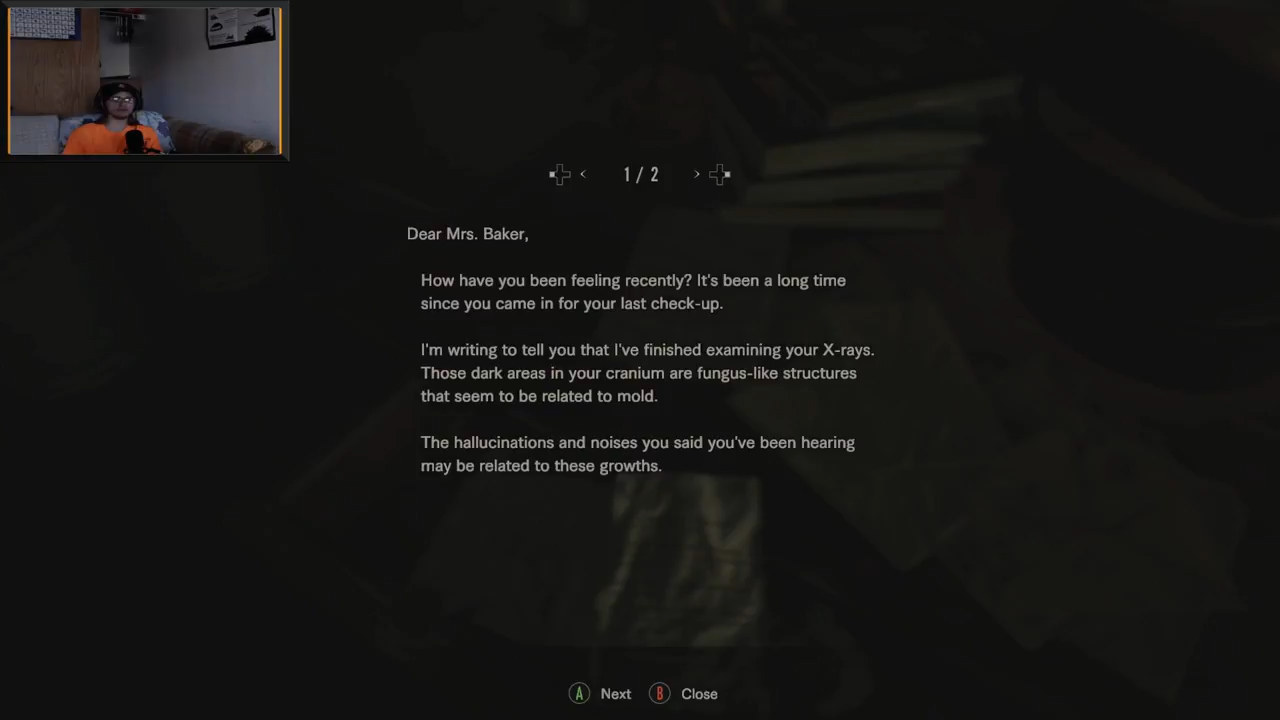 1 / 2
Dear Mrs. Baker,
How have you been feeling recently? It's been a long time
since you came in for your last check-up.
I'm writing to tell you that I've finished examining your X-rays.
Those dark areas in your cranium are fungus-like structures
that seem to be related to mold.
The hallucinations and noises you said you've been hearing
may be related to these growths.
A Next B Close